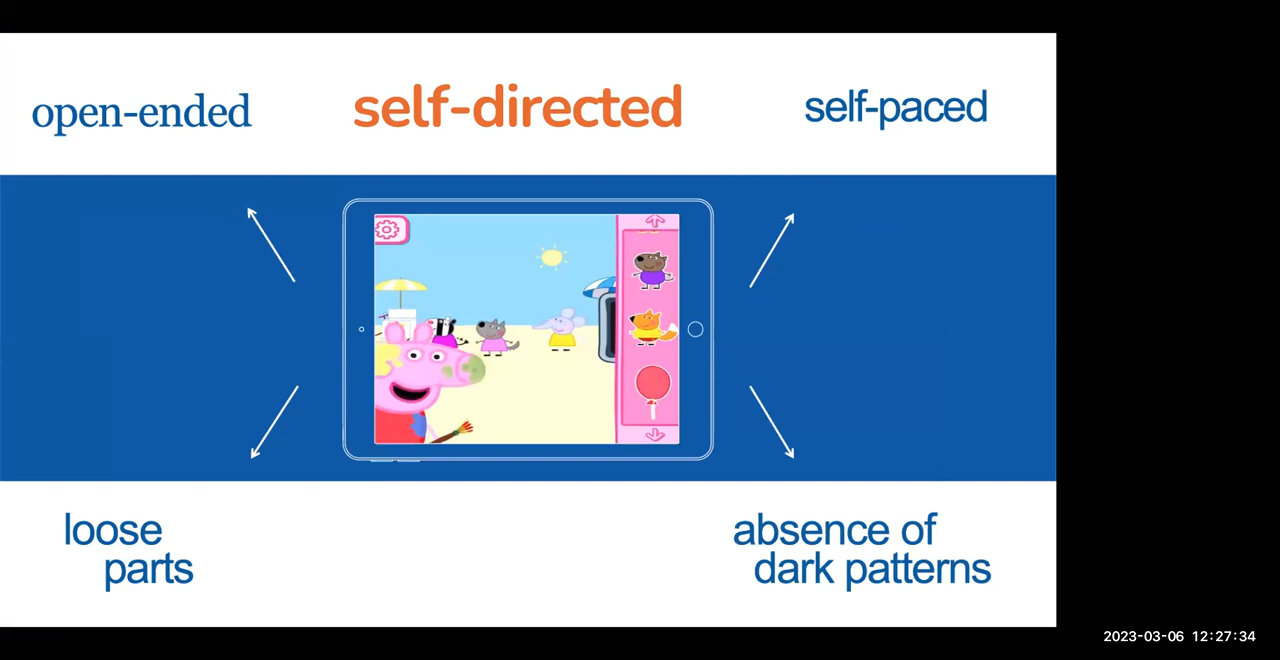 open-ended
self-directed
self-paced
loose
parts
absence of
dark patterns
2023-03-06 12:27:34